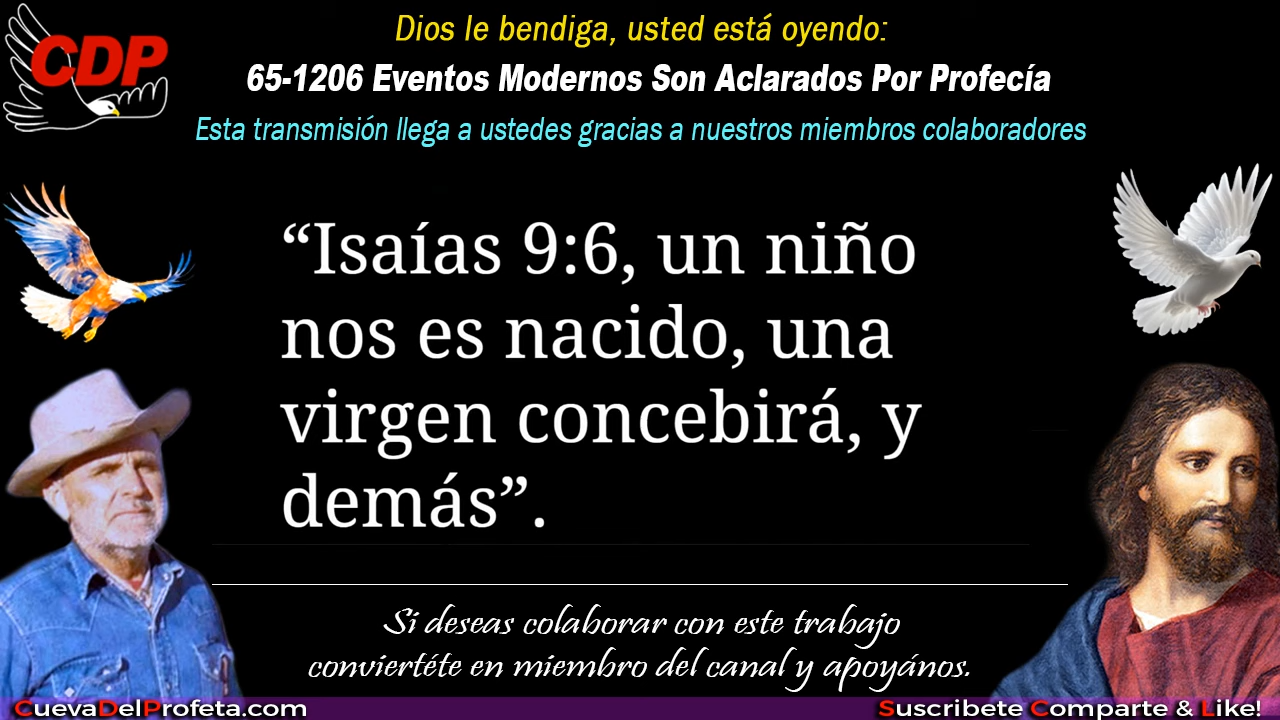 CDP
Dios le bendiga, usted está oyendo:
65-1206 Eventos Modernos Son Aclarados Por Profecía
Esta transmisión llega a ustedes gracias a nuestros miembros colaboradores
“Isaías 9:6, un niño
nos es nacido, una
virgen concebirá, y
demás”.
Si deseas colaborar con este trabajo
conviertéte en miembro del canal y apoyános.
CuevaDelProfeta.com
Suscribete Comparte & Like!